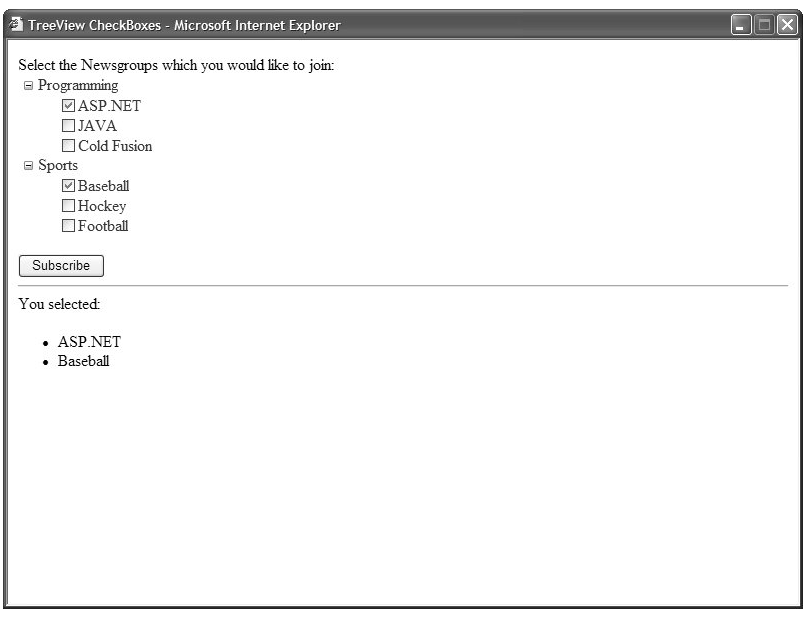 TreeView CheckBoxes - Microsoft Internet Explorer
Select the Newsgroups which you would like to join:
Programming
ASP.NET
JAVA
Cold Fusion
Sports
Baseball
Hockey
Football
Subscribe
You selected:
• ASP.NET
• Baseball